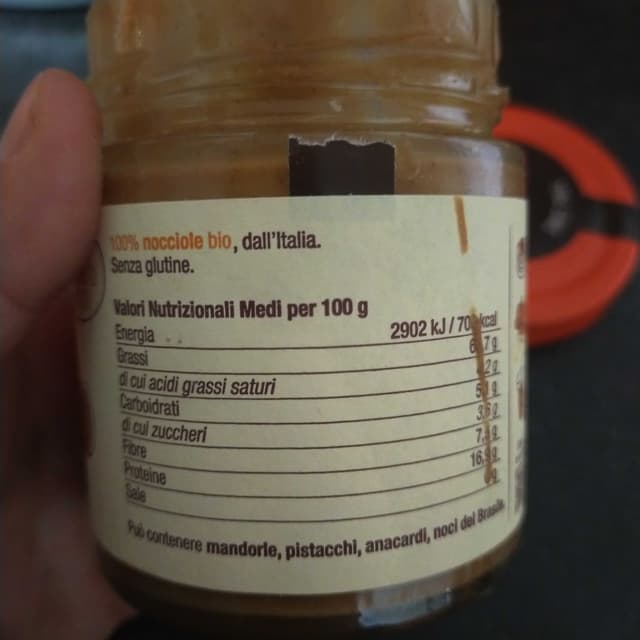 100% nocciole bio, dall'Italia.
Senza glutine.
Valori Nutrizionali Medi per 100 g
Energia 2902 kJ / kcal
Grassi g
di cui acidi grassi saturi g
Carboidrati g
di cui zuccheri g
Fibre g
Proteine g
Sale g
Può contenere mandorle, pistacchi, anacardi, noci del Brasile.